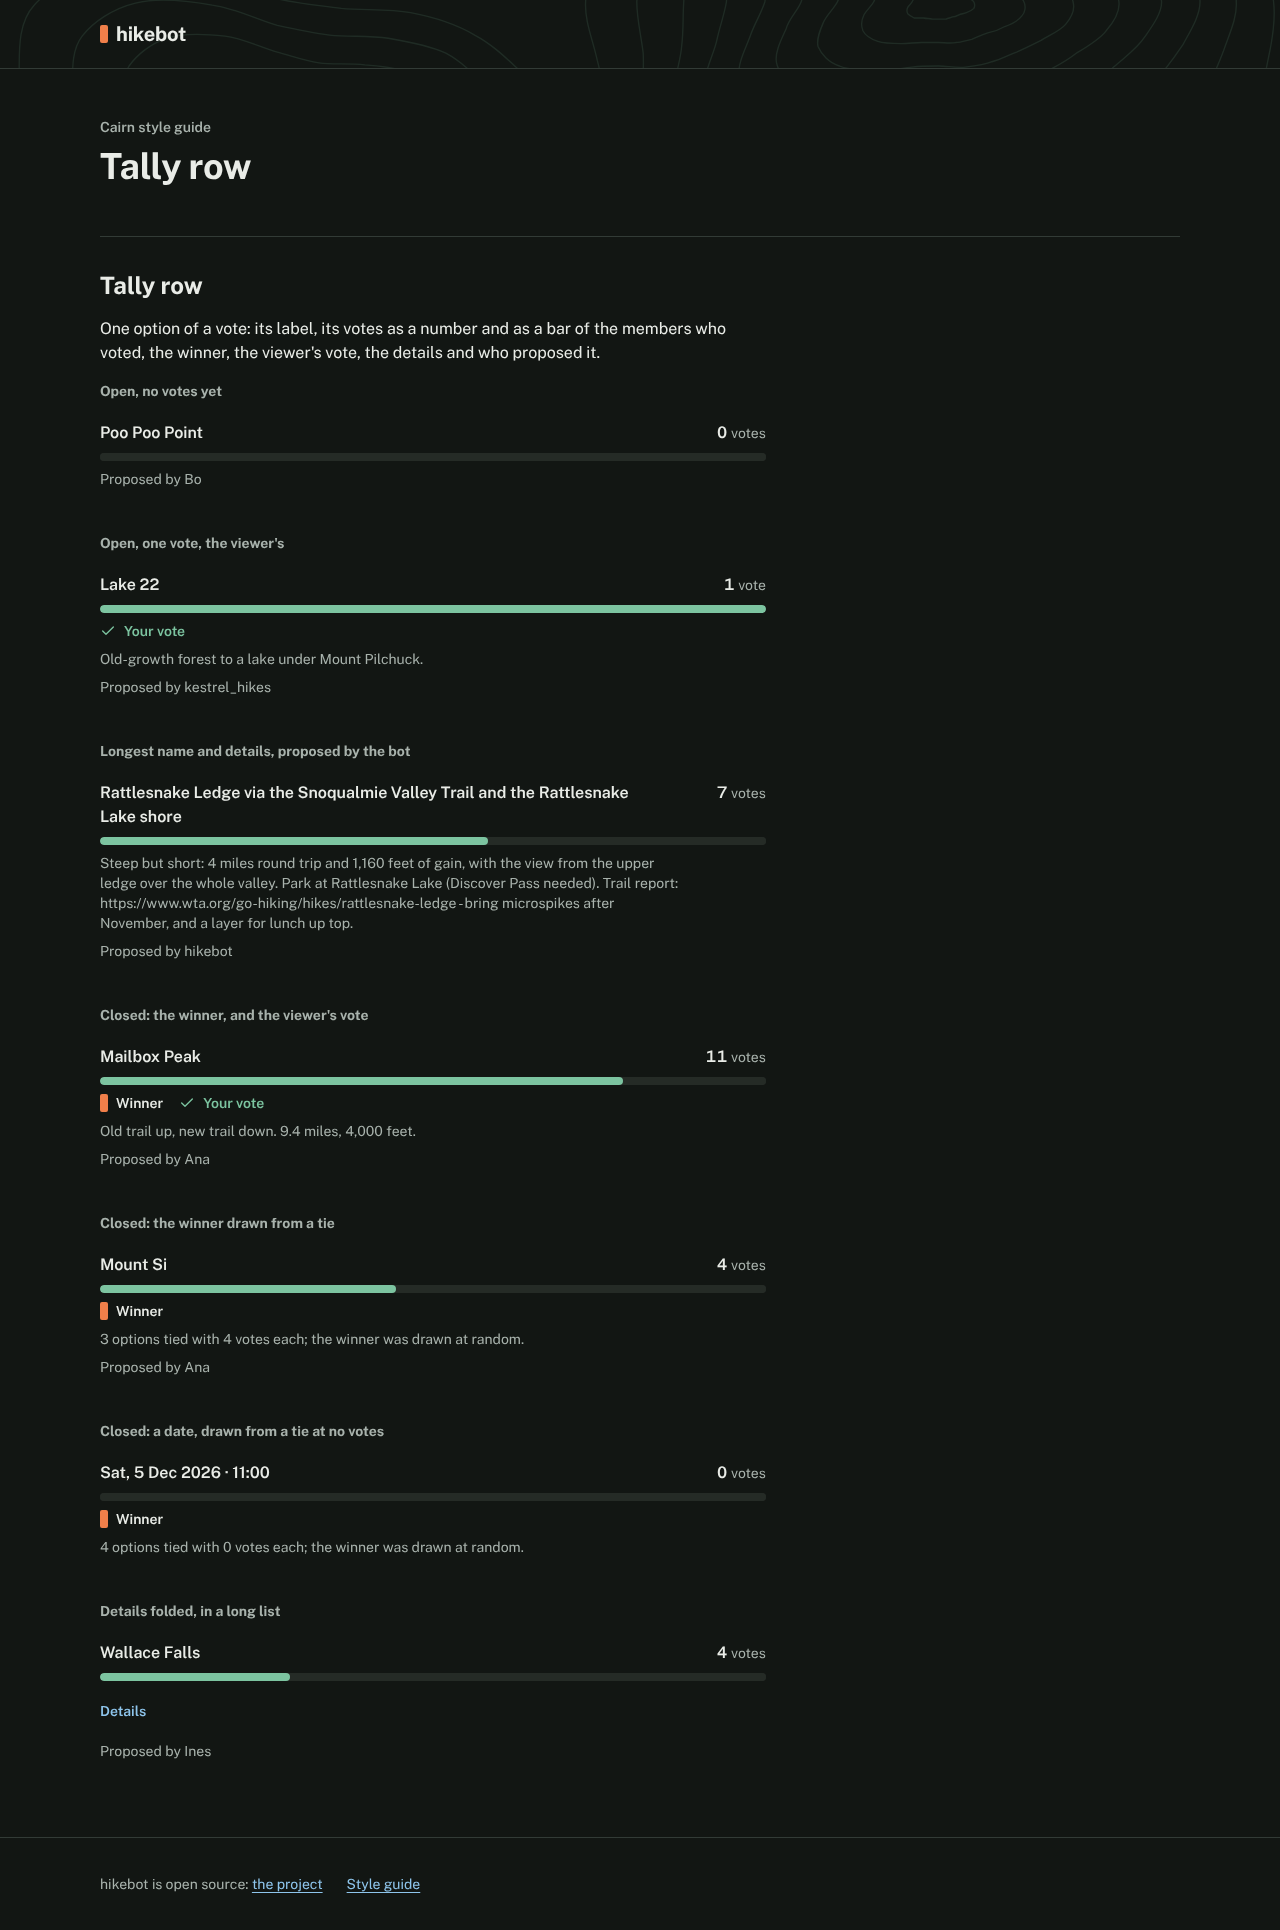 hikebot
Cairn style guide
Tally row
Tally row
One option of a vote: its label, its votes as a number and as a bar of the members who
voted, the winner, the viewer's vote, the details and who proposed it.
Open, no votes yet
Poo Poo Point 0 votes
Proposed by Bo
Open, one vote, the viewer's
Lake 22 1 vote
Your vote
Old-growth forest to a lake under Mount Pilchuck.
Proposed by kestrel_hikes
Longest name and details, proposed by the bot
Rattlesnake Ledge via the Snoqualmie Valley Trail and the Rattlesnake 7 votes
Lake shore
Steep but short: 4 miles round trip and 1,160 feet of gain, with the view from the upper
ledge over the whole valley. Park at Rattlesnake Lake (Discover Pass needed). Trail report:
https://www.wta.org/go-hiking/hikes/rattlesnake-ledge - bring microspikes after
November, and a layer for lunch up top.
Proposed by hikebot
Closed: the winner, and the viewer's vote
Mailbox Peak 11 votes
Winner Your vote
Old trail up, new trail down. 9.4 miles, 4,000 feet.
Proposed by Ana
Closed: the winner drawn from a tie
Mount Si 4 votes
Winner
3 options tied with 4 votes each; the winner was drawn at random.
Proposed by Ana
Closed: a date, drawn from a tie at no votes
Sat, 5 Dec 2026 · 11:00 0 votes
Winner
4 options tied with 0 votes each; the winner was drawn at random.
Details folded, in a long list
Wallace Falls 4 votes
Details
Proposed by Ines
hikebot is open source: the project Style guide